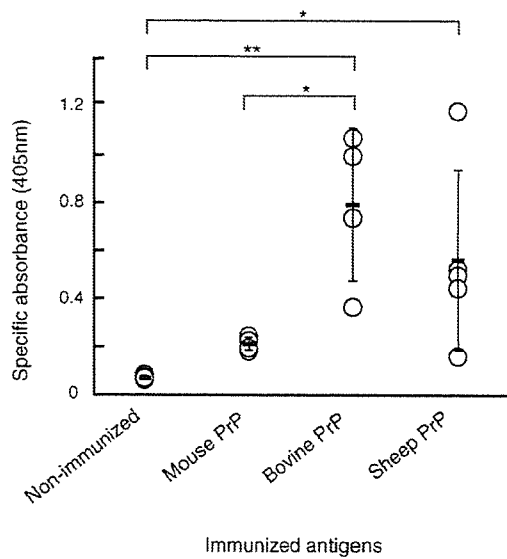 *
**
*
1.2
0.8
0.4
0
Specific absorbance (405nm)
Non-immunized
Mouse PrP
Bovine PrP
Sheep PrP
Immunized antigens